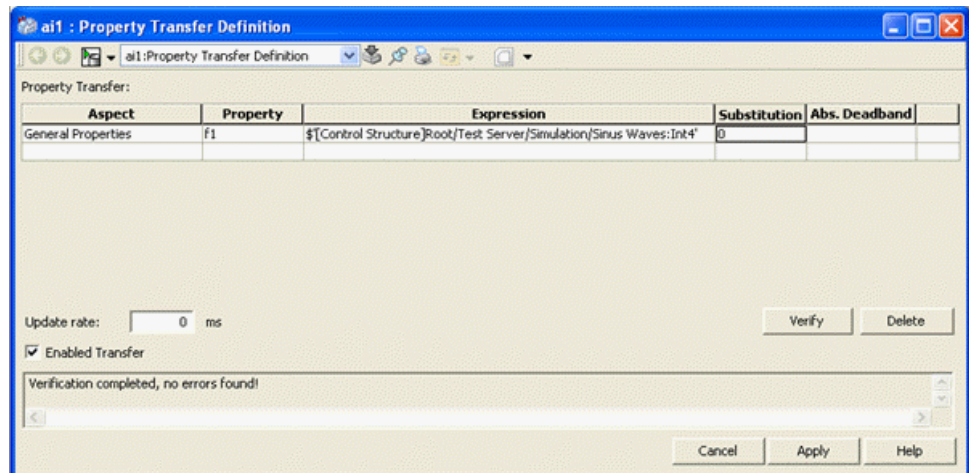 ai1 : Property Transfer Definition
ai1:Property Transfer Definition
Property Transfer:
Aspect Property Expression Substitution Abs. Deadband
General Properties f1 $'[Control Structure]Root/Test Server/Simulation/Sinus Waves:Int4' 0
Update rate: 0 ms Verify Delete
Enabled Transfer
Verification completed, no errors found!
Cancel Apply Help